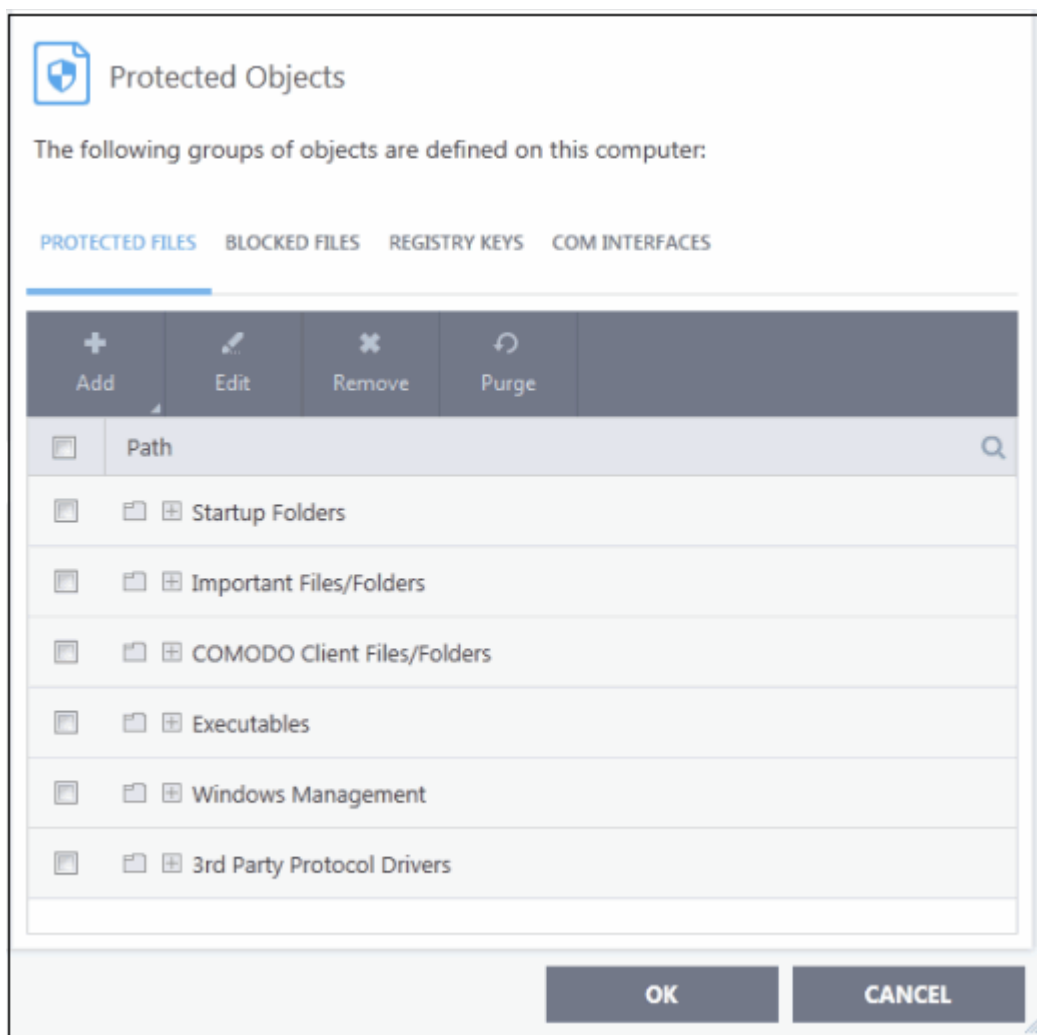 Protected Objects
The following groups of objects are defined on this computer:
PROTECTED FILES BLOCKED FILES REGISTRY KEYS COM INTERFACES
Add Edit Remove Purge
Path
Startup Folders
Important Files/Folders
COMODO Client Files/Folders
Executables
Windows Management
3rd Party Protocol Drivers
OK CANCEL